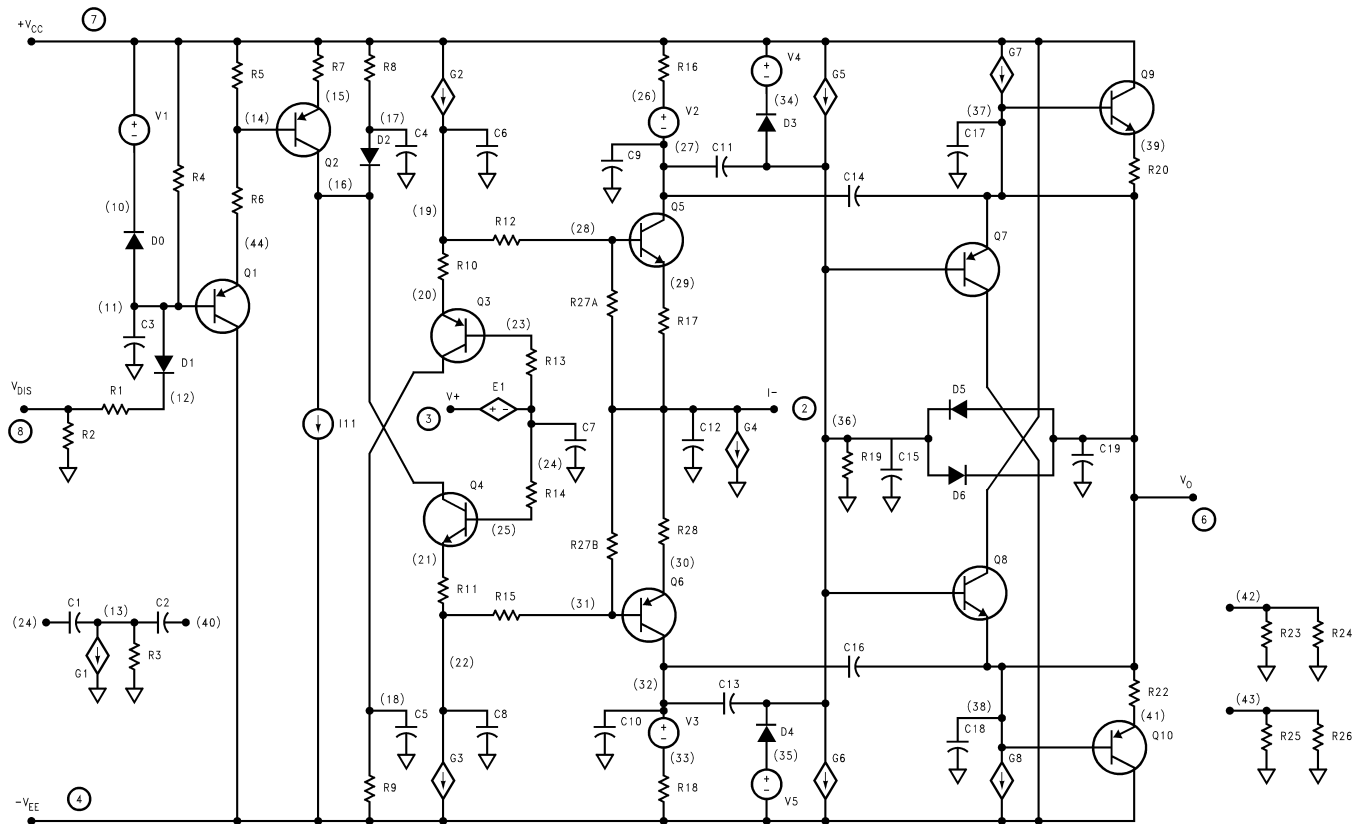 7
+VCC
R5
R7
R8
G2
R16
V4
G5
G7
Q9
(14)
(15)
(17)
(26)
(34)
(37)
V1
D2
C4
C6
V2
D3
C17
(39)
Q2
C9
(27)
C11
R20
R4
(16)
C14
R6
(10)
(19)
R12
(28)
Q5
D0
(44)
Q7
Q1
R10
(29)
(11)
(20)
Q3
R27A
(23)
R17
C3
D1
R13
VDIS
R1
(12)
V+
E1
I-
2
D5
8
R2
I11
3
C7
C12
G4
(36)
R19
C15
C19
(24)
D6
Q4
R14
VO
(25)
R27B
R28
6
(21)
(30)
Q8
R11
Q6
C1
(13)
C2
R15
(31)
(42)
(24)
(40)
R3
R23
R24
G1
(22)
C16
(32)
C13
R22
(18)
(38)
(43)
C5
C8
C10
V3
D4
C18
(41)
Q10
R25
R26
(33)
(35)
-VEE
4
R9
G3
R18
V5
G6
G8